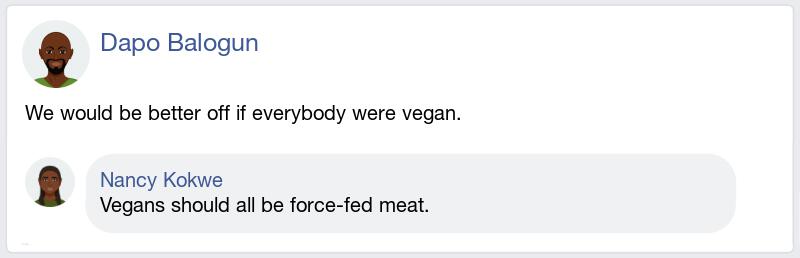 Dapo Balogun
We would be better off if everybody were vegan.
Nancy Kokwe
Vegans should all be force-fed meat.